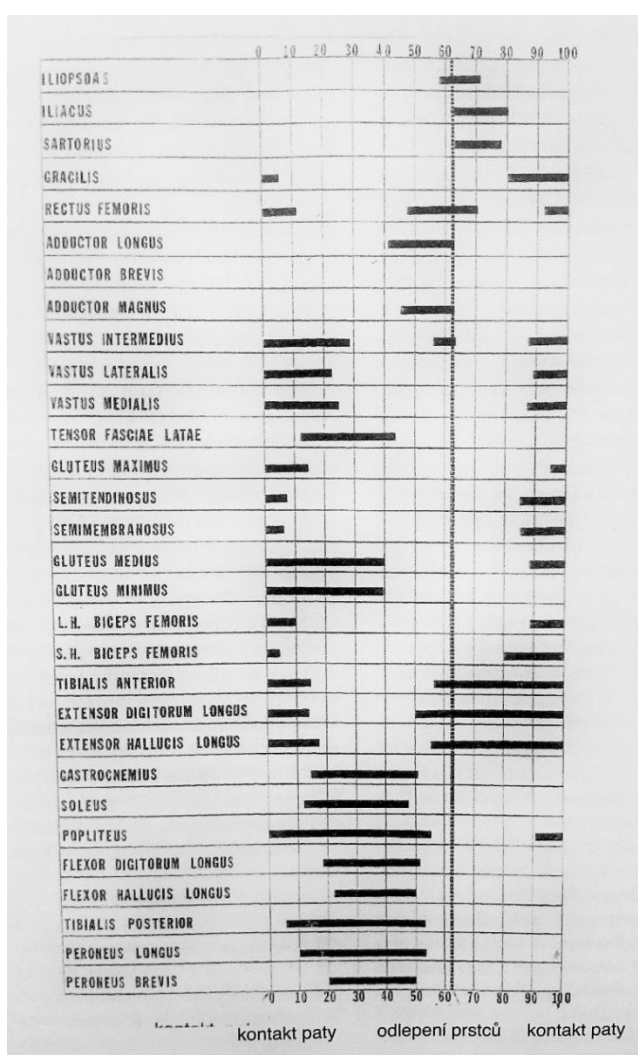 0 10 20 30 40 50 60 70 80 90 100
ILIOPSOAS
ILIACUS
SARTORIUS
GRACILIS
RECTUS FEMORIS
ADDUCTOR LONGUS
ADDUCTOR BREVIS
ADDUCTOR MAGNUS
VASTUS INTERMEDIUS
VASTUS LATERALIS
VASTUS MEDIALIS
TENSOR FASCIAE LATAE
GLUTEUS MAXIMUS
SEMITENDINOSUS
SEMIMEMBRANOSUS
GLUTEUS MEDIUS
GLUTEUS MINIMUS
L.H. BICEPS FEMORIS
S.H. BICEPS FEMORIS
TIBIALIS ANTERIOR
EXTENSOR DIGITORUM LONGUS
EXTENSOR HALLUCIS LONGUS
GASTROCNEMIUS
SOLEUS
POPLITEUS
FLEXOR DIGITORUM LONGUS
FLEXOR HALLUCIS LONGUS
TIBIALIS POSTERIOR
PERONEUS LONGUS
PERONEUS BREVIS
0 10 20 30 40 50 60 70 80 90 100
kontakt paty odlepení prstců kontakt paty